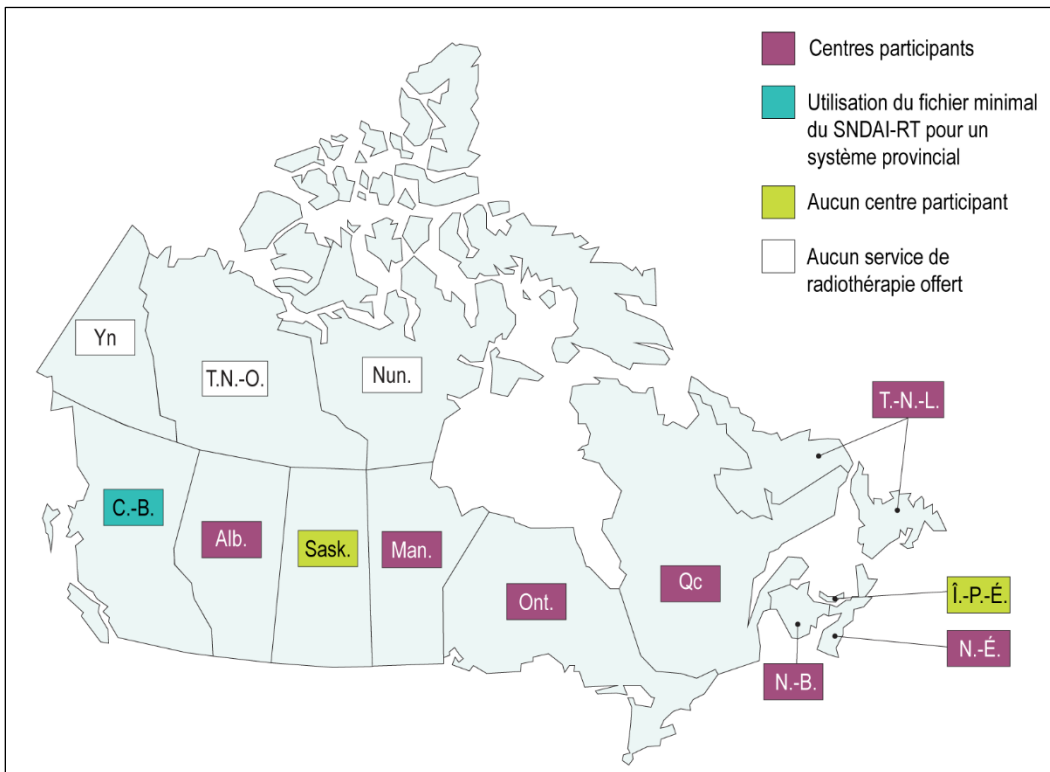 Centres participants
Utilisation du fichier minimal
du SNDAI-RT pour un
système provincial
Aucun centre participant
Aucun service de
radiothérapie offert
Yn
T.N.-O.
Nun.
T.-N.-L.
C.-B.
Alb.
Sask.
Man.
Ont.
Qc
Î.-P.-É.
N.-É.
N.-B.